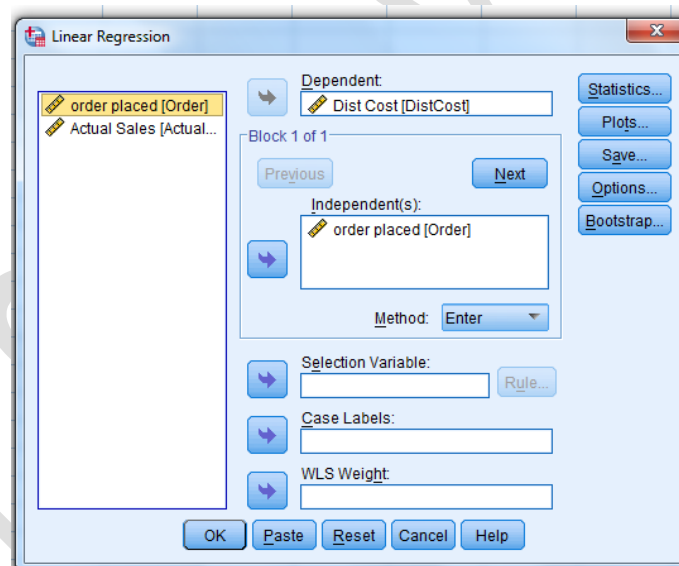 Linear Regression
order placed [Order]
Actual Sales [Actual...
Dependent:
Dist Cost [DistCost]
Block 1 of 1
Previous
Next
Independent(s):
order placed [Order]
Method:
Enter
Selection Variable:
Rule...
Case Labels:
WLS Weight:
Statistics...
Plots...
Save...
Options...
Bootstrap...
OK
Paste
Reset
Cancel
Help